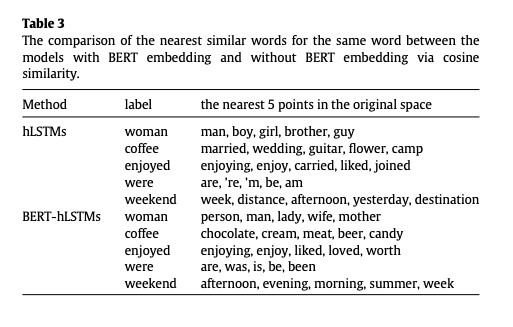 Table 3
The comparison of the nearest similar words for the same word between the
models with BERT embedding and without BERT embedding via cosine
similarity.
Method label the nearest 5 points in the original space
hLSTMs woman man, boy, girl, brother, guy
coffee married, wedding, guitar, flower, camp
enjoyed enjoying, enjoy, carried, liked, joined
were are, 're, 'm, be, am
weekend week, distance, afternoon, yesterday, destination
BERT-hLSTMs woman person, man, lady, wife, mother
coffee chocolate, cream, meat, beer, candy
enjoyed enjoying, enjoy, liked, loved, worth
were are, was, is, be, been
weekend afternoon, evening, morning, summer, week